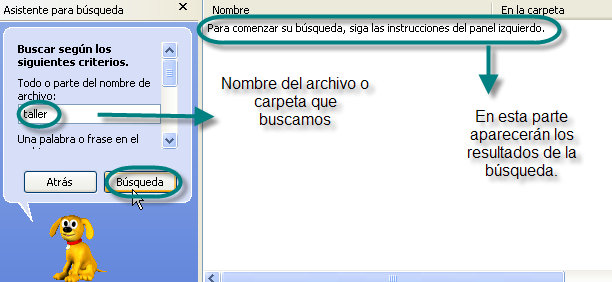 Asistente para búsqueda
Buscar según los
siguientes criterios.
Todo o parte del nombre de
archivo:
taller
Una palabra o frase en el
Atrás
Búsqueda
Nombre
En la carpeta
Para comenzar su búsqueda, siga las instrucciones del panel izquierdo.
Nombre del archivo o
carpeta que
buscamos
En esta parte
aparecerán los
resultados de la
búsqueda.